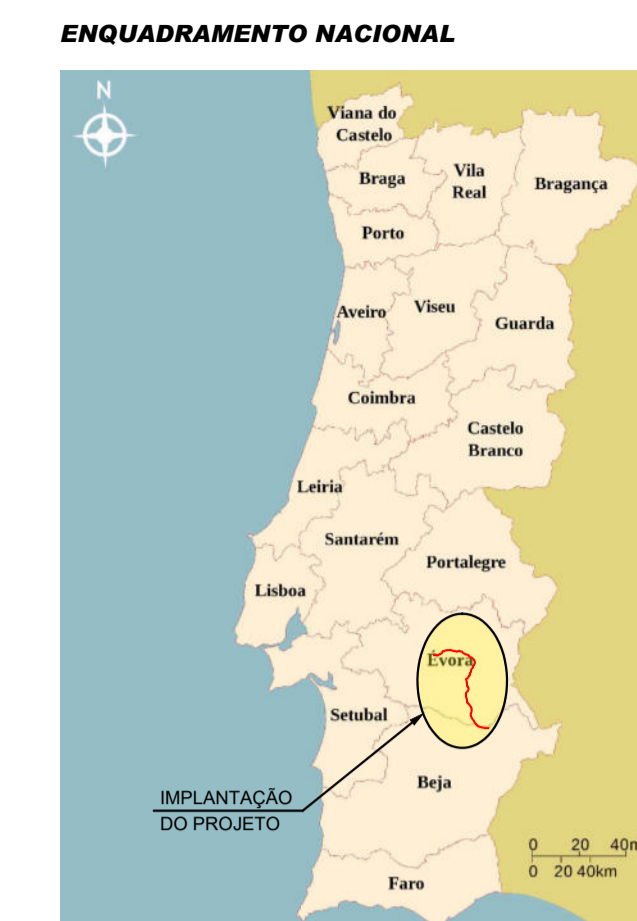 ENQUADRAMENTO NACIONAL
N
Viana do
Castelo
Braga
Vila
Real
Bragança
Porto
Aveiro
Viseu
Guarda
Coimbra
Castelo
Branco
Leiria
Santarém
Portalegre
Lisboa
Évora
Setubal
Beja
IMPLANTAÇÃO
DO PROJETO
0 20 40m
0 20 40km
Faro